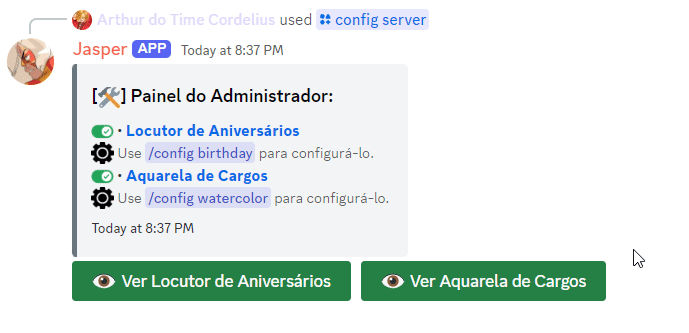 Arthur do Time Cordelius used config server
Jasper APP Today at 8:37 PM
[🛠️] Painel do Administrador:
• Locutor de Aniversários
Use /config birthday para configurá-lo.
• Aquarela de Cargos
Use /config watercolor para configurá-lo.
Today at 8:37 PM
Ver Locutor de Aniversários
Ver Aquarela de Cargos